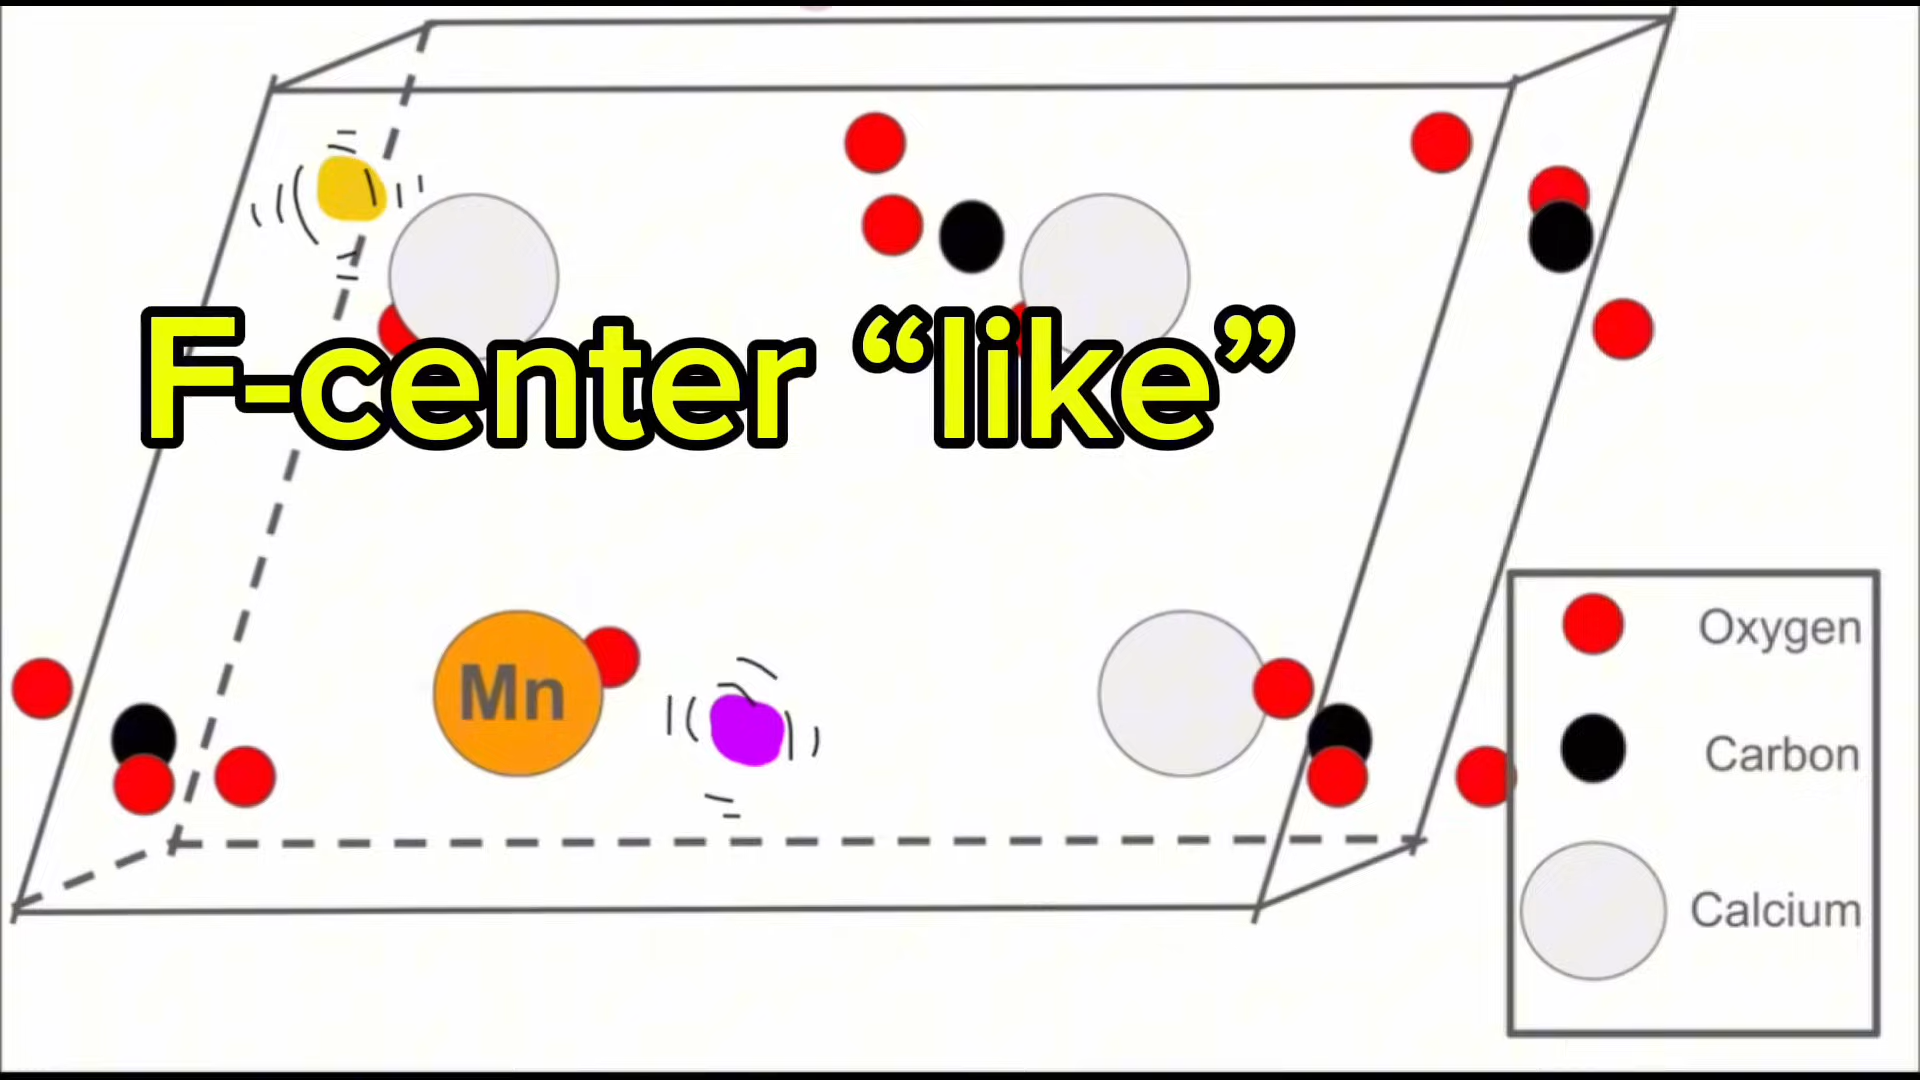 F-center “like”
Mn
Oxygen
Carbon
Calcium